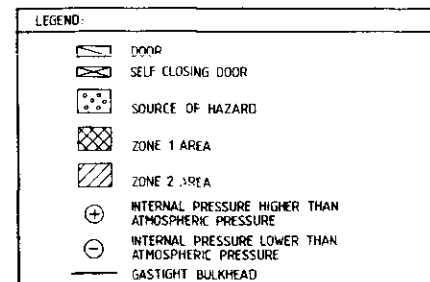 LEGEND:
DOOR
SELF CLOSING DOOR
SOURCE OF HAZARD
ZONE 1 AREA
ZONE 2 AREA
INTERNAL PRESSURE HIGHER THAN
ATMOSPHERIC PRESSURE
INTERNAL PRESSURE LOWER THAN
ATMOSPHERIC PRESSURE
GASTIGHT BULKHEAD